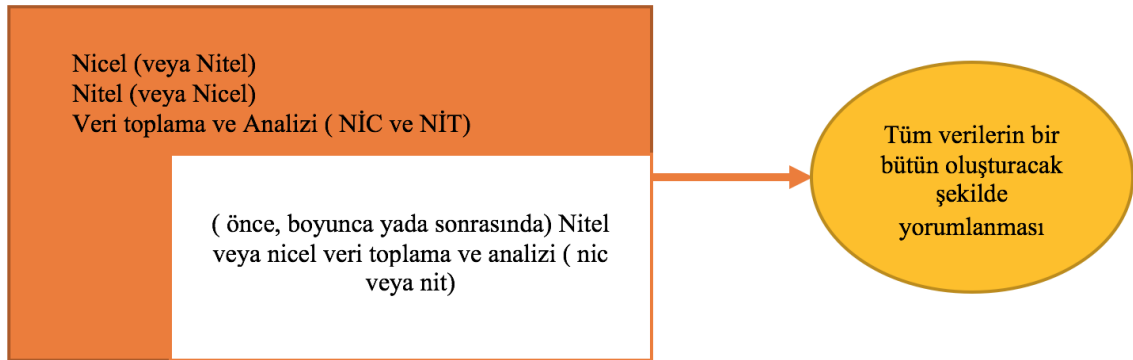 Nicel (veya Nitel)
Nitel (veya Nicel)
Veri toplama ve Analizi ( NİC ve NİT)
( önce, boyunca yada sonrasında) Nitel
veya nicel veri toplama ve analizi ( nic
veya nit)
Tüm verilerin bir
bütün oluşturacak
şekilde
yorumlanması